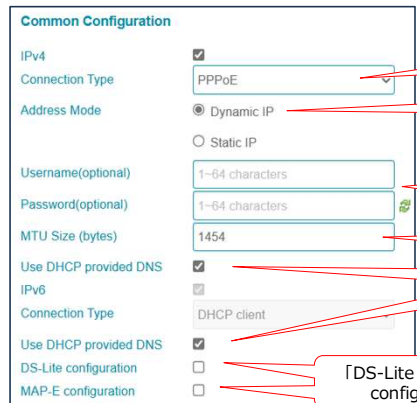 Common Configuration
IPv4
Connection Type PPPoE
Address Mode Dynamic IP
Static IP
Username(optional) 1~64 characters
Password(optional) 1~64 characters
MTU Size (bytes) 1454
Use DHCP provided DNS
IPv6
Connection Type DHCP client
Use DHCP provided DNS
DS-Lite configuration
「DS-Lite
MAP-E configuration
config